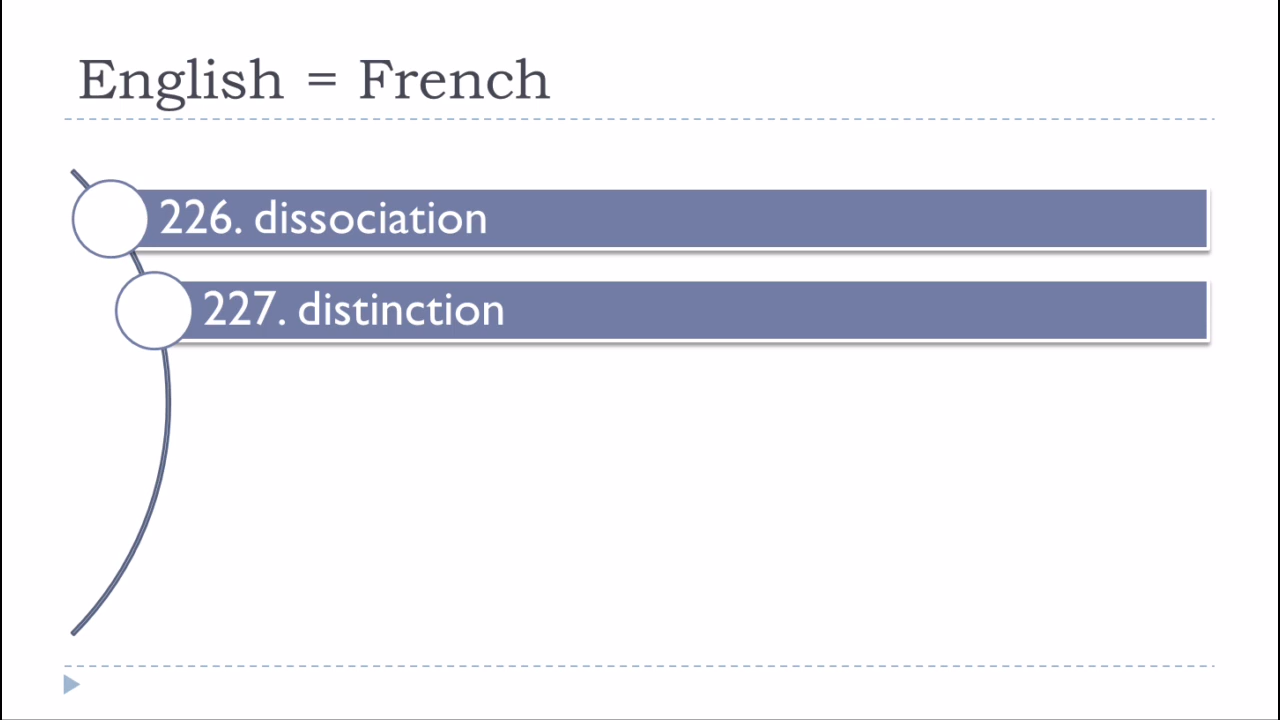 English = French
226. dissociation
227. distinction